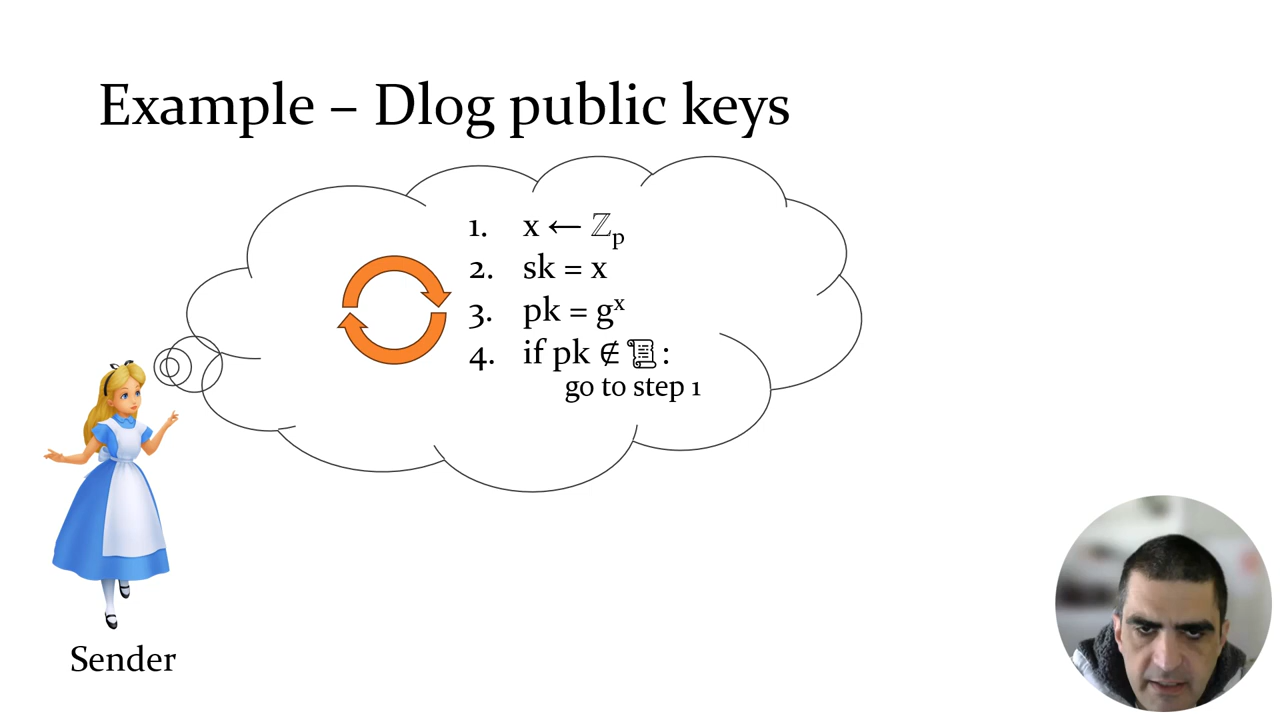 Example – Dlog public keys
1. x ← ℤₚ
2. sk = x
3. pk = gˣ
4. if pk ∉ 📜 :
go to step 1
Sender